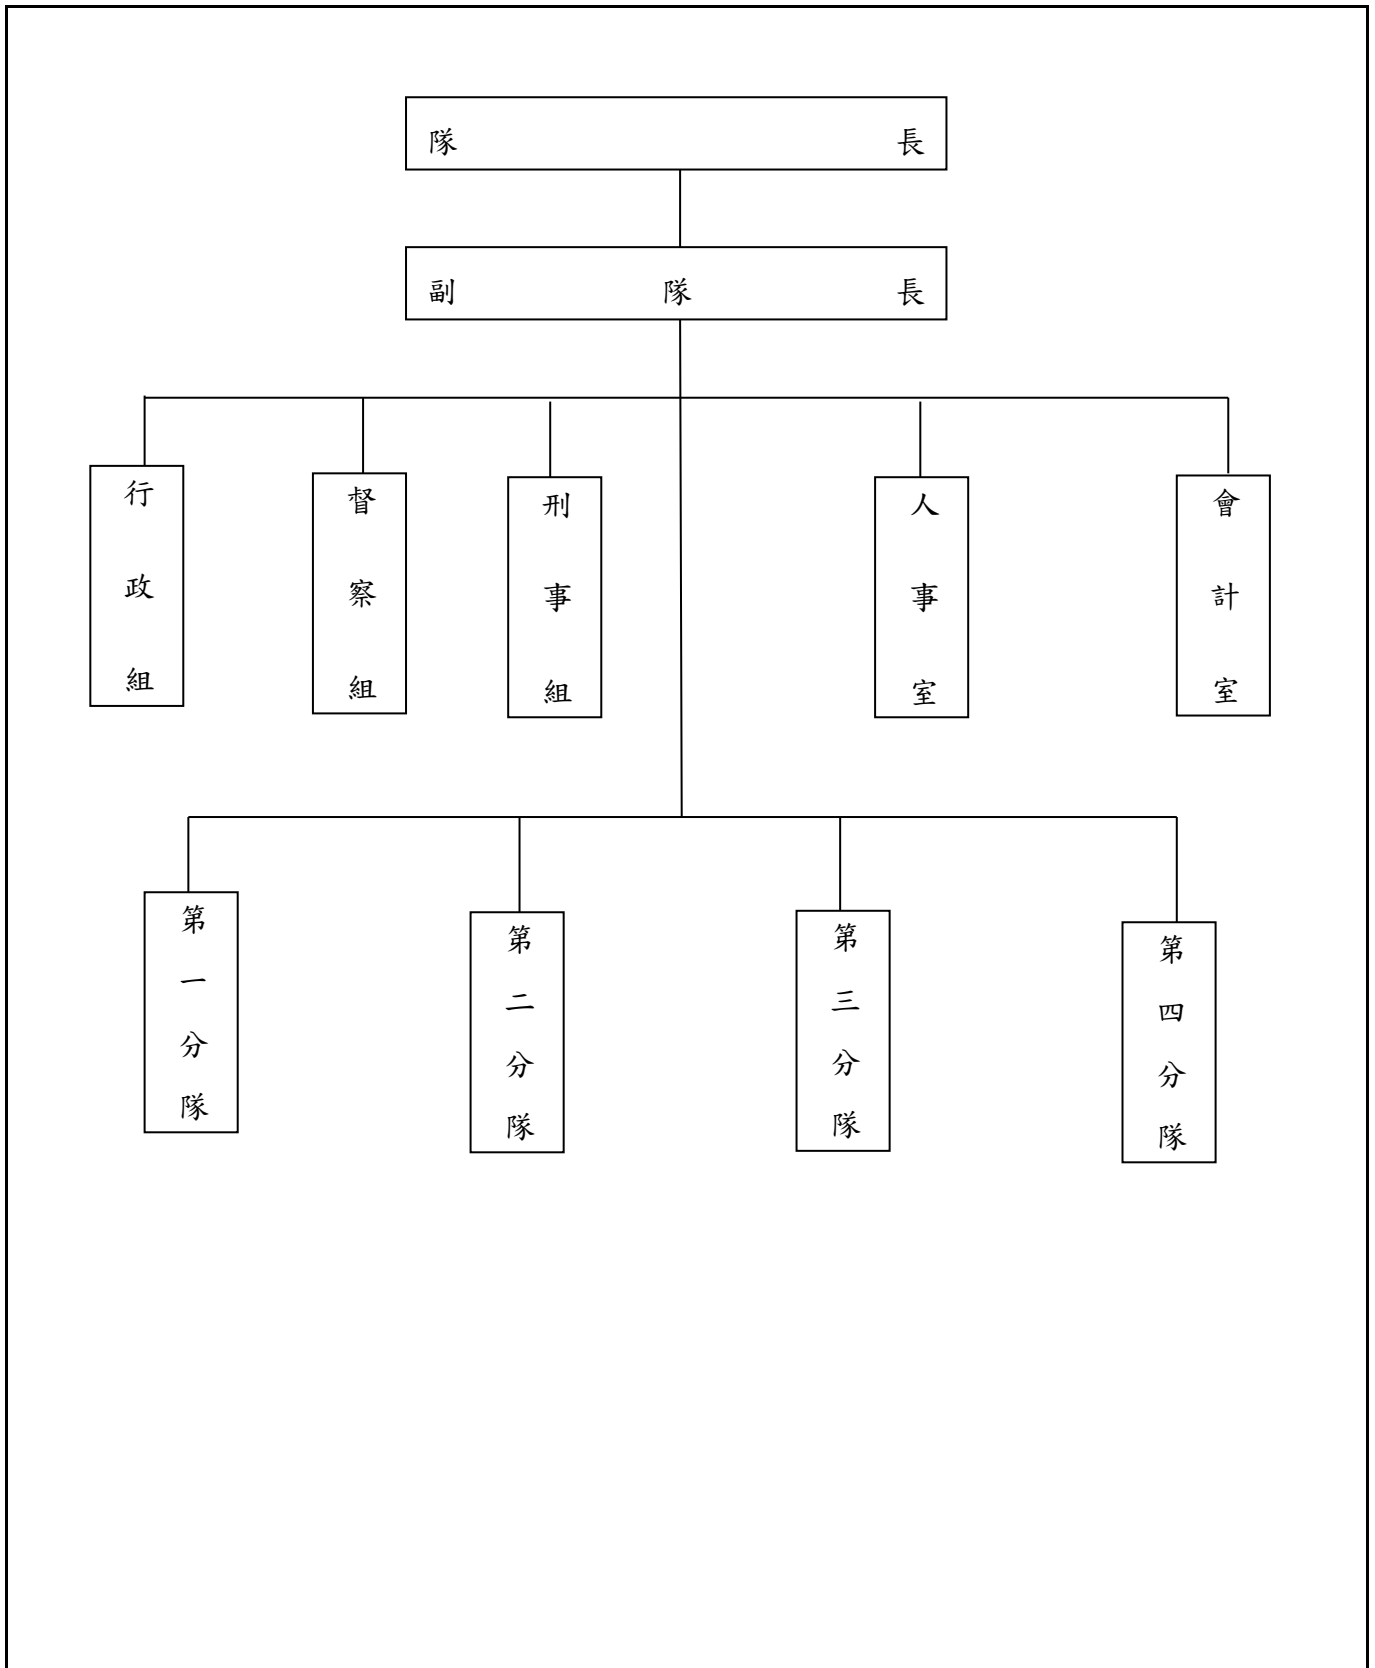 隊長
副隊長
行政組
督察組
刑事組
人事室
會計室
第一分隊
第二分隊
第三分隊
第四分隊